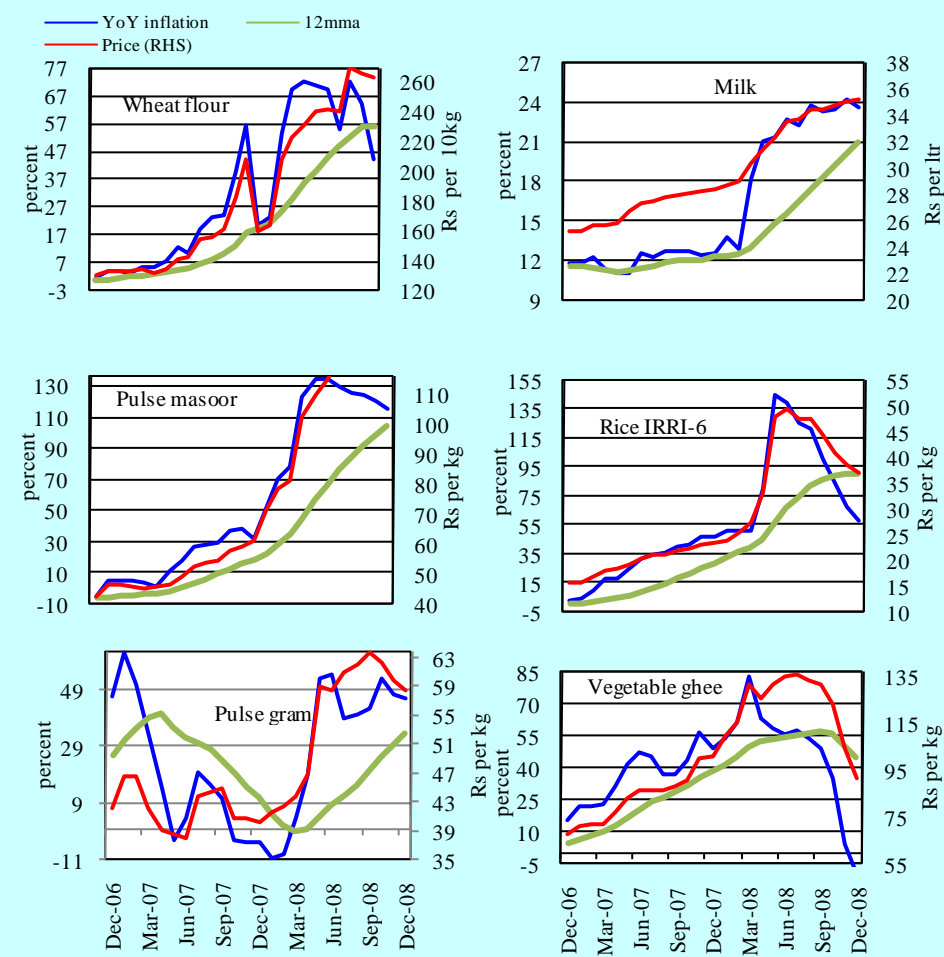 YoY inflation
12mma
Price (RHS)
Wheat flour
percent
77
67
57
47
37
27
17
7
-3
260
240
220
200
180
160
140
120
Rs per 10kg
Milk
percent
27
24
21
18
15
12
9
38
36
34
32
30
28
26
24
22
20
Rs per ltr
Pulse masoor
percent
130
110
90
70
50
30
10
-10
110
100
90
80
70
60
50
40
Rs per kg
Rice IRRI-6
percent
155
135
115
95
75
55
35
15
-5
55
50
45
40
35
30
25
20
15
10
Rs per kg
Pulse gram
percent
49
29
9
-11
63
59
55
51
47
43
39
35
Rs per kg
Dec-06
Mar-07
Jun-07
Sep-07
Dec-07
Mar-08
Jun-08
Sep-08
Dec-08
Vegetable ghee
percent
85
70
55
40
25
10
-5
135
115
95
75
55
Rs per kg
Dec-06
Mar-07
Jun-07
Sep-07
Dec-07
Mar-08
Jun-08
Sep-08
Dec-08